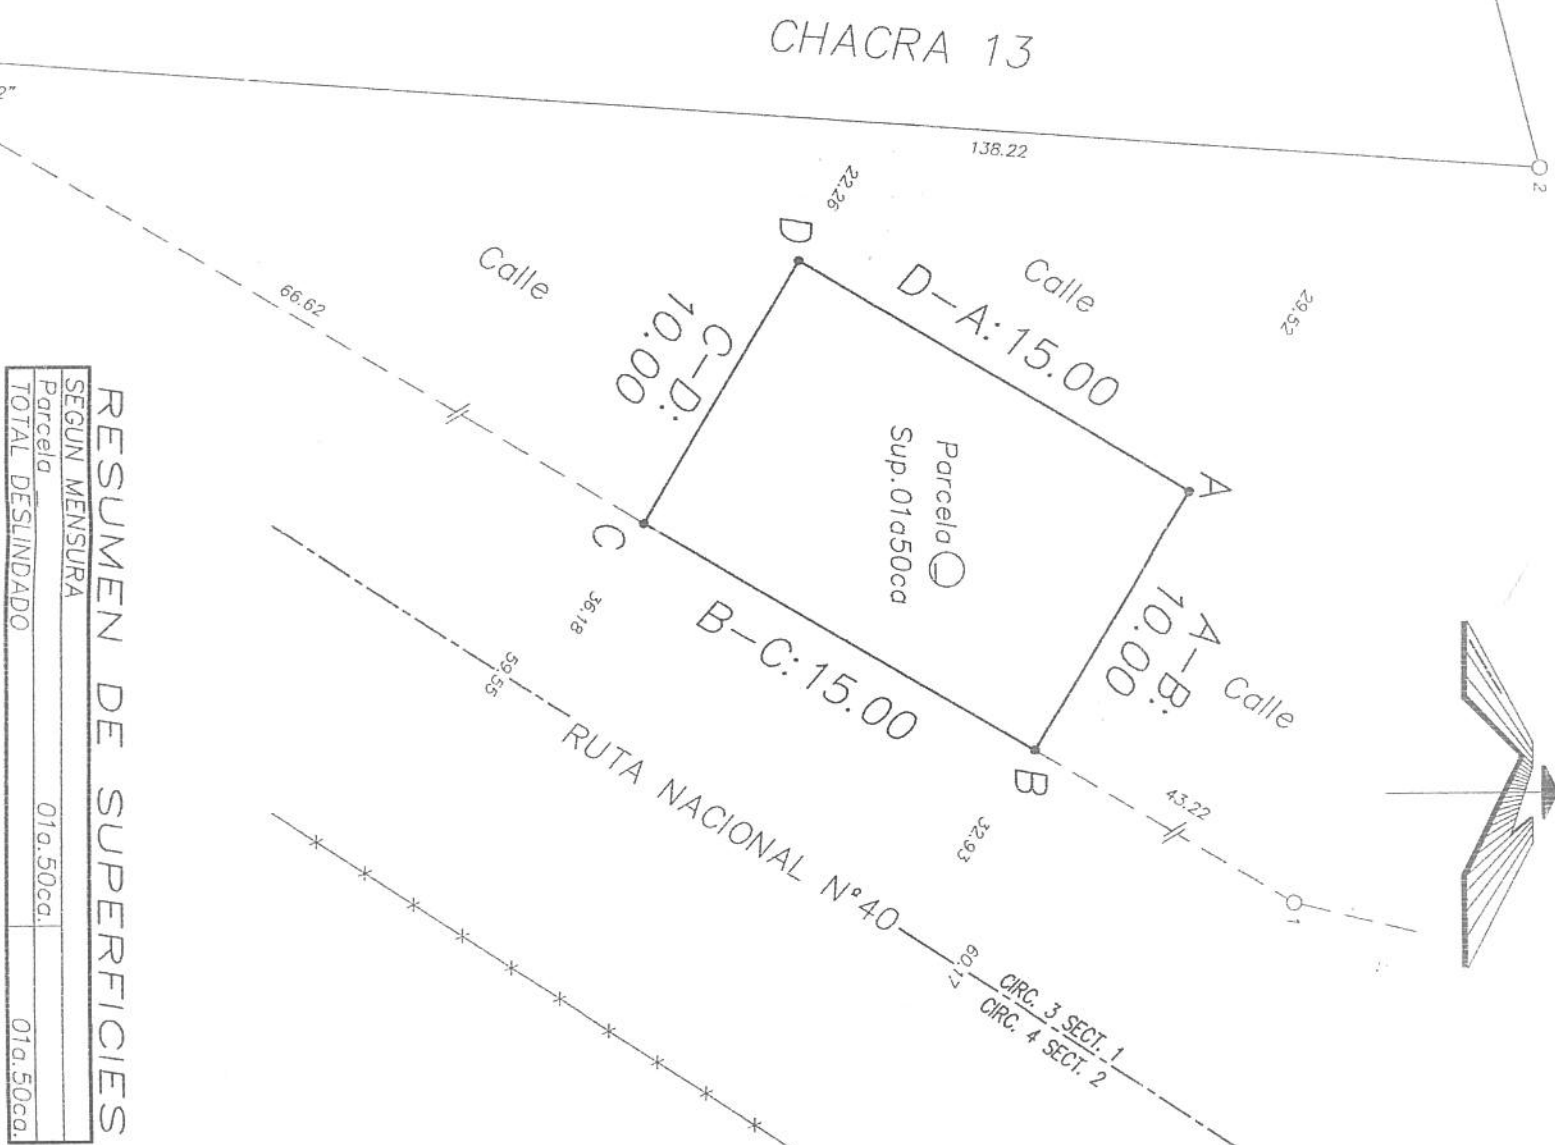 CHACRA 13
2"
138.22
2
22.26
D
Calle
Calle
29.52
66.62
D-A: 15.00
C-D:
10.00
A
Parcela
Sup.01a50ca
A-B:
10.00
Calle
C
36.18
B-C: 15.00
59.55
B
43.22
32.93
1
RUTA NACIONAL N°40
60.17
CIRC. 3 SECT. 1
CIRC. 4 SECT. 2
RESUMEN DE SUPERFICIES
SEGUN MENSURA
Parcela 01a.50ca.
TOTAL DESLINDADO 01a.50ca.